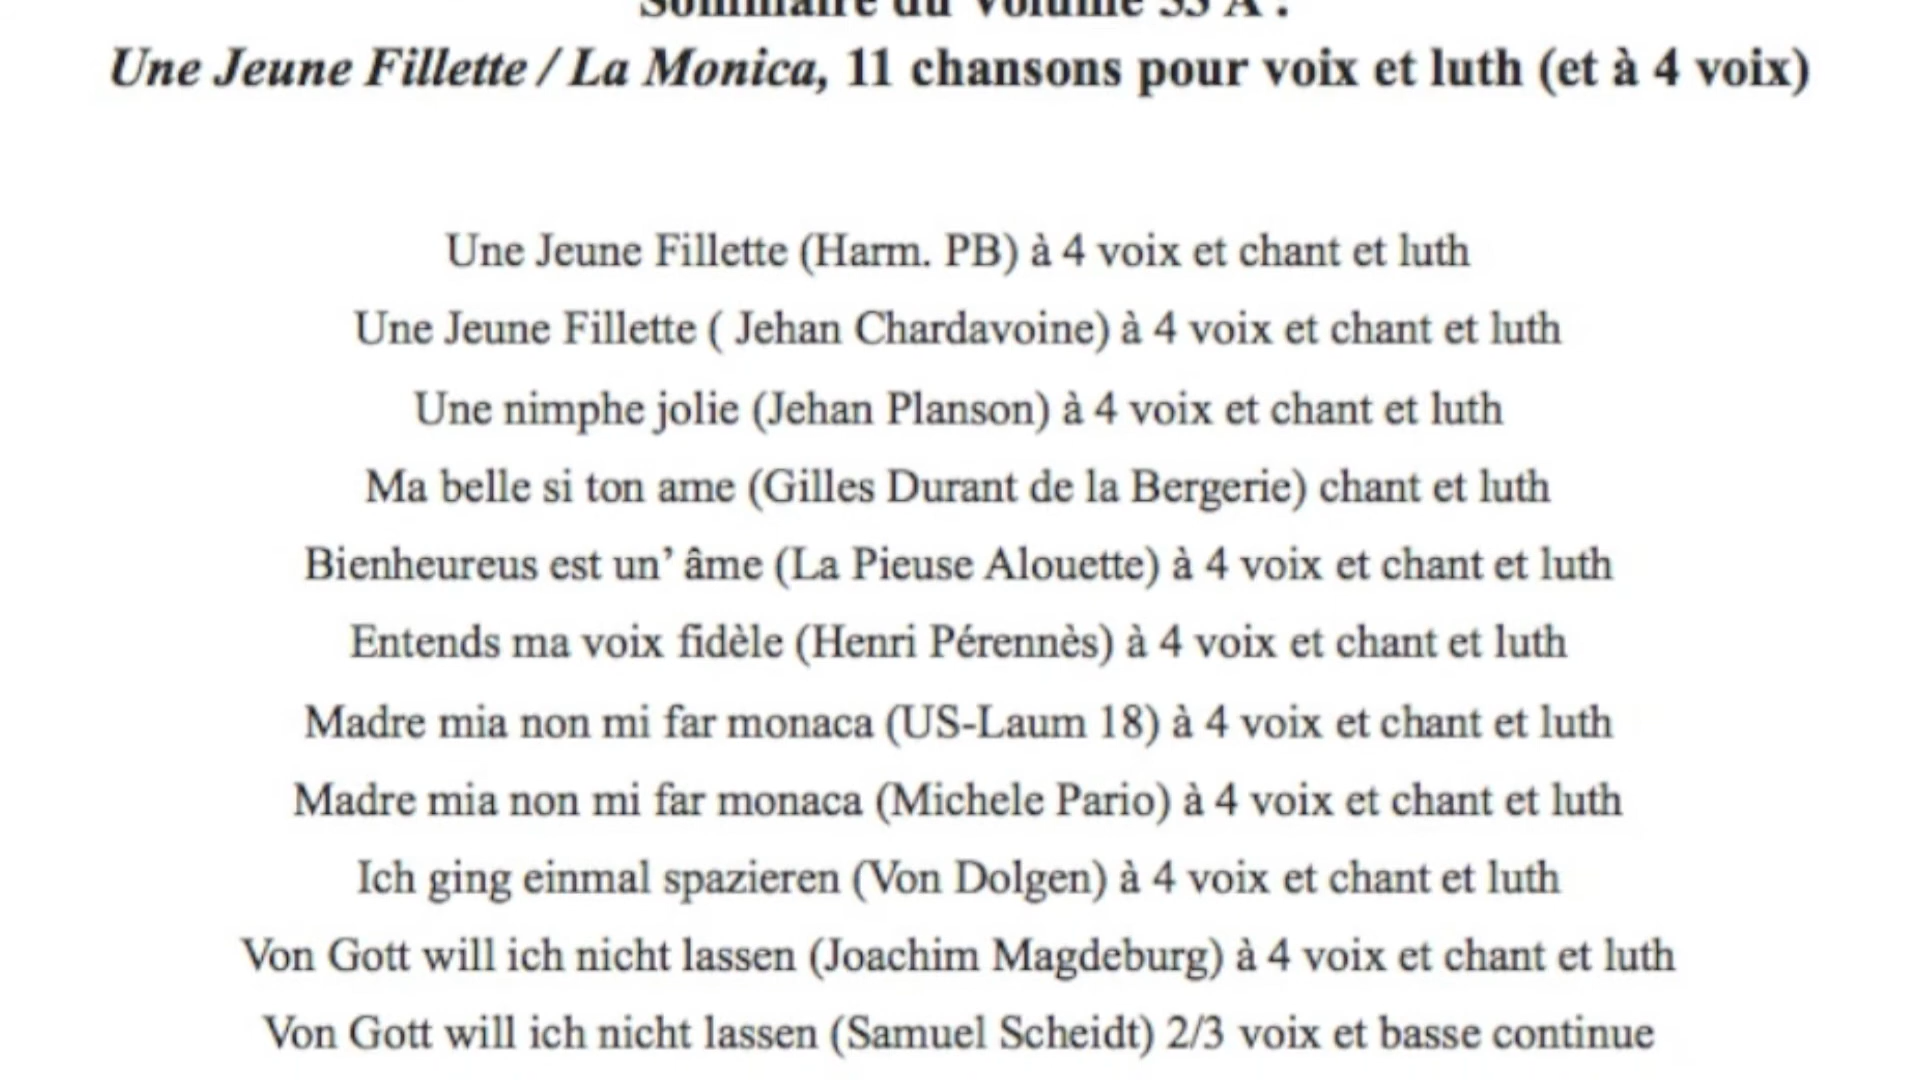 Sommaire du Volume 33 A :
Une Jeune Fillette / La Monica, 11 chansons pour voix et luth (et à 4 voix)
Une Jeune Fillette (Harm. PB) à 4 voix et chant et luth
Une Jeune Fillette ( Jehan Chardavoine) à 4 voix et chant et luth
Une nimphe jolie (Jehan Planson) à 4 voix et chant et luth
Ma belle si ton ame (Gilles Durant de la Bergerie) chant et luth
Bienheureus est un’ âme (La Pieuse Alouette) à 4 voix et chant et luth
Entends ma voix fidèle (Henri Pérennès) à 4 voix et chant et luth
Madre mia non mi far monaca (US-Laum 18) à 4 voix et chant et luth
Madre mia non mi far monaca (Michele Pario) à 4 voix et chant et luth
Ich ging einmal spazieren (Von Dolgen) à 4 voix et chant et luth
Von Gott will ich nicht lassen (Joachim Magdeburg) à 4 voix et chant et luth
Von Gott will ich nicht lassen (Samuel Scheidt) 2/3 voix et basse continue